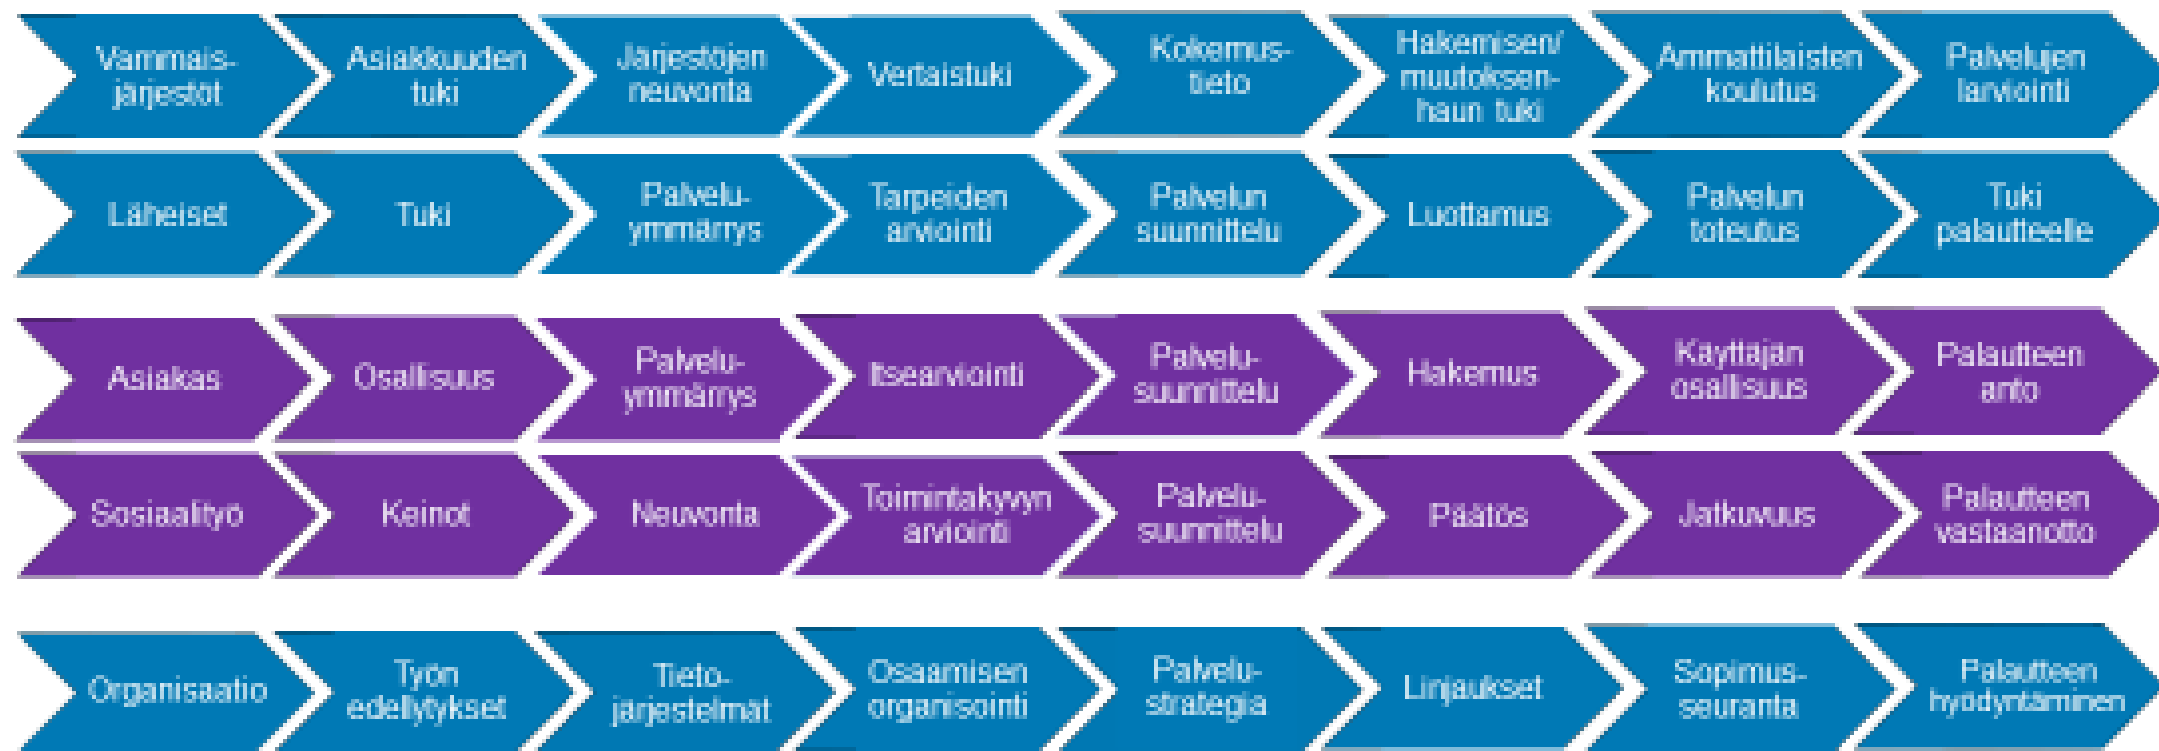 Vammais-
järjestöt
Asiakkuuden
tuki
Järjestöjen
neuvonta
Vertaistuki
Kokemus-
tieto
Hakemisen/
muutoksen-
haun tuki
Ammattilaisten
koulutus
Palvelujen
larviointi
Läheiset
Tuki
Palvelu-
ymmärrys
Tarpeiden
arviointi
Palvelun
suunnittelu
Luottamus
Palvelun
toteutus
Tuki
palautteelle
Asiakas
Osallisuus
Palvelu-
ymmärrys
Itsearviointi
Palvelu-
suunnittelu
Hakemus
Käyttäjän
osallisuus
Palautteen
anto
Sosiaalityö
Keinot
Neuvonta
Toimintakyvyn
arviointi
Palvelu-
suunnittelu
Päätös
Jatkuvuus
Palautteen
vastaanotto
Organisaatio
Työn
edellytykset
Tieto-
järjestelmät
Osaamisen
organisointi
Palvelu-
strategia
Linjaukset
Sopimus-
seuranta
Palautteen
hyödyntäminen